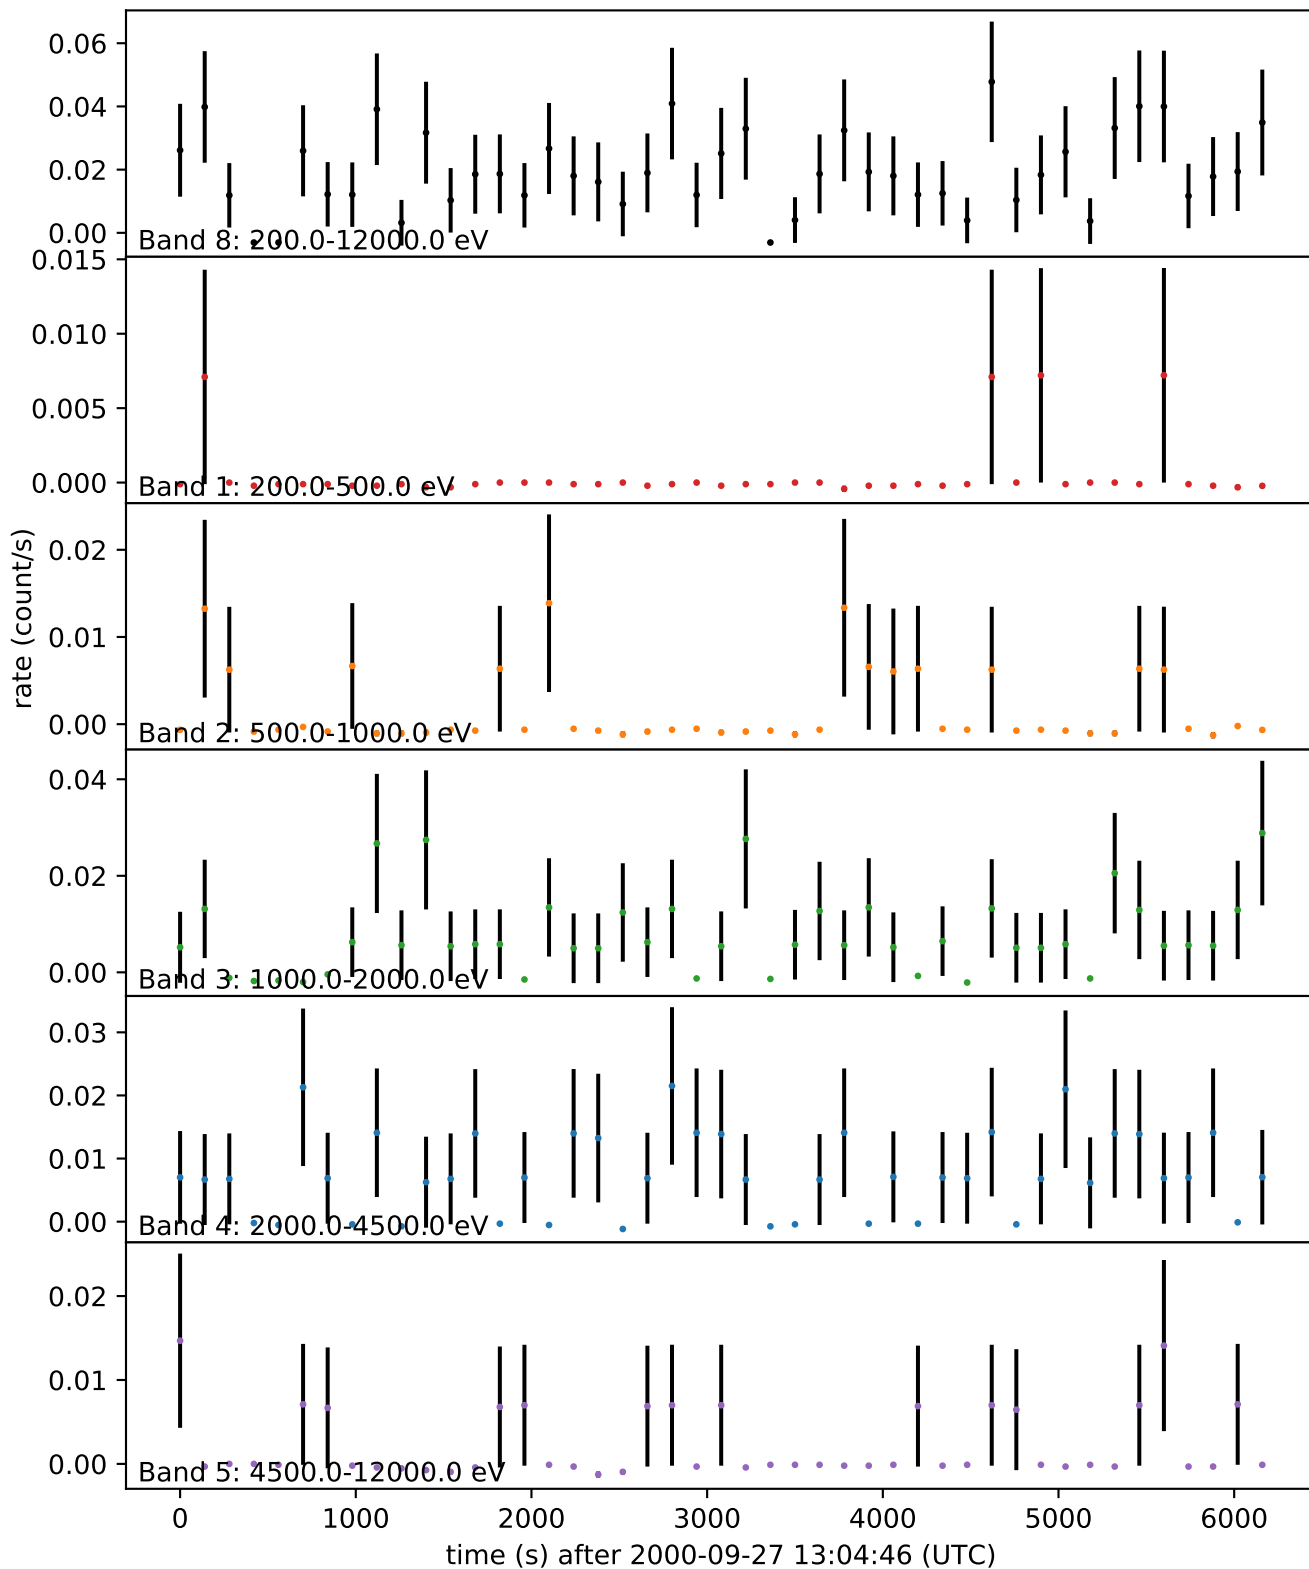 0.06
0.04
0.02
0.00
Band 8: 200.0-12000.0 eV
0.015
0.010
0.005
0.000
Band 1: 200.0-500.0 eV
0.02
0.01
0.00
Band 2: 500.0-1000.0 eV
rate (count/s)
0.04
0.02
0.00
Band 3: 1000.0-2000.0 eV
0.03
0.02
0.01
0.00
Band 4: 2000.0-4500.0 eV
0.02
0.01
0.00
Band 5: 4500.0-12000.0 eV
0 1000 2000 3000 4000 5000 6000
time (s) after 2000-09-27 13:04:46 (UTC)